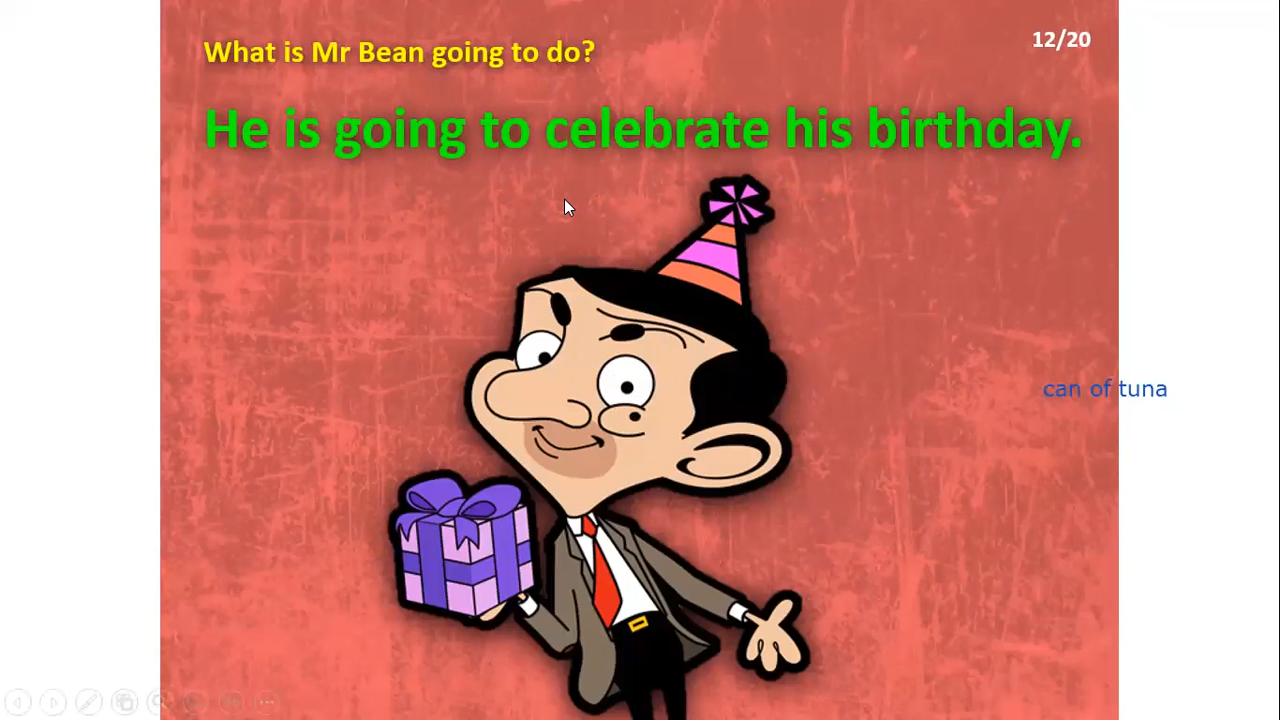 What is Mr Bean going to do?
12/20
He is going to celebrate his birthday.
can of tuna